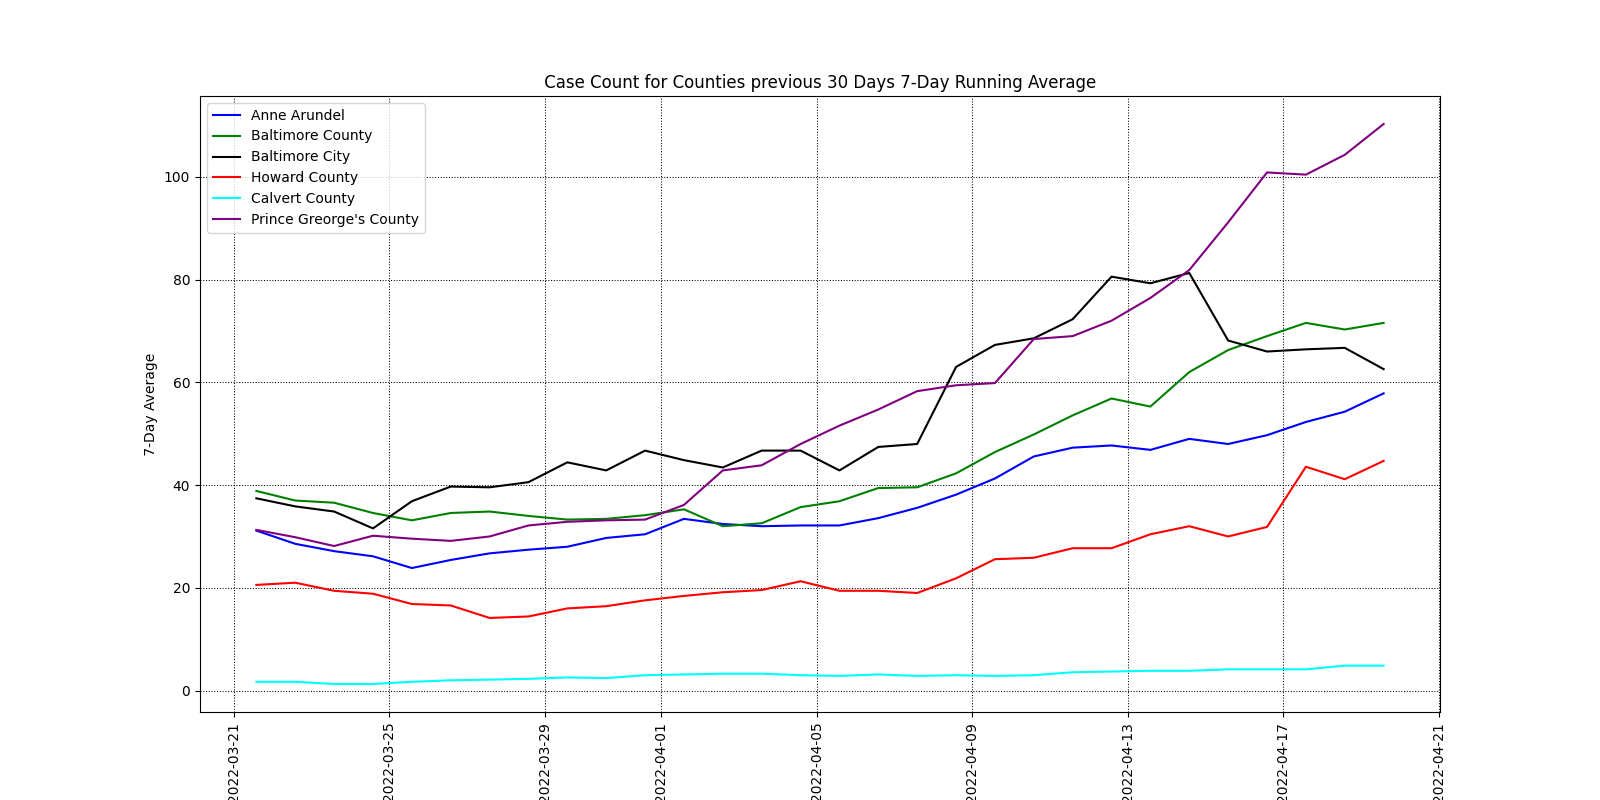 Case Count for Counties previous 30 Days 7-Day Running Average
Anne Arundel
Baltimore County
Baltimore City
Howard County
Calvert County
Prince Greorge's County
7-Day Average
100
80
60
40
20
0
2022-03-21
2022-03-25
2022-03-29
2022-04-01
2022-04-05
2022-04-09
2022-04-13
2022-04-17
2022-04-21